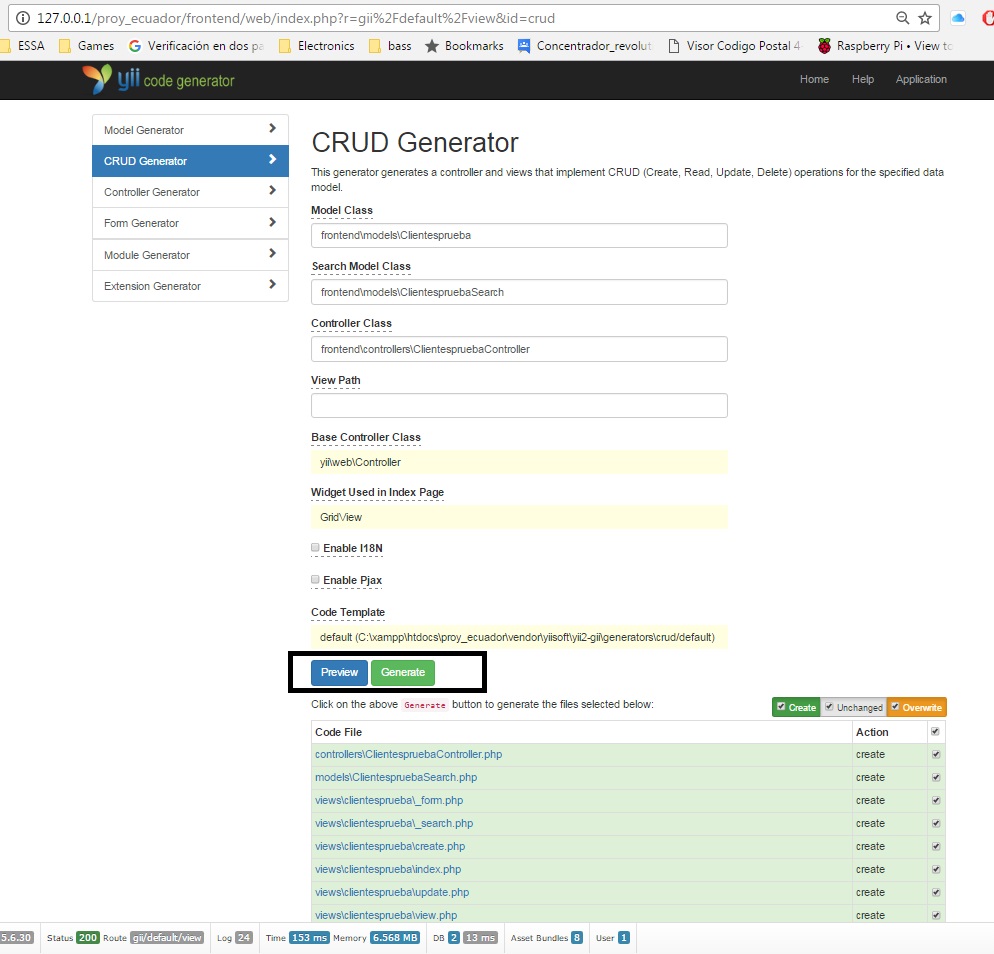 127.0.0.1/proy_ecuador/frontend/web/index.php?r=gii%2Fdefault%2Fview&id=crud
ESSA Games Verificación en dos pa Electronics bass Bookmarks Concentrador_revolut Visor Codigo Postal 4 Raspberry Pi • View to
yii code generator Home Help Application
Model Generator
CRUD Generator
Controller Generator
Form Generator
Module Generator
Extension Generator
CRUD Generator
This generator generates a controller and views that implement CRUD (Create, Read, Update, Delete) operations for the specified data
model.
Model Class
frontend\models\Clientesprueba
Search Model Class
frontend\models\ClientespruebaSearch
Controller Class
frontend\controllers\ClientespruebaController
View Path
Base Controller Class
yii\web\Controller
Widget Used in Index Page
GridView
Enable I18N
Enable Pjax
Code Template
default (C:\xampp\htdocs\proy_ecuador\vendor\yiisoft\yii2-gii\generators\crud/default)
Preview Generate
Click on the above Generate button to generate the files selected below:
Create Unchanged Overwrite
Code File Action
controllers\ClientespruebaController.php create
models\ClientespruebaSearch.php create
views\clientesprueba\_form.php create
views\clientesprueba\_search.php create
views\clientesprueba\create.php create
views\clientesprueba\index.php create
views\clientesprueba\update.php create
views\clientesprueba\view.php create
5.6.30 Status 200 Route gii/default/view Log 24 Time 153 ms Memory 6.568 MB DB 2 13 ms Asset Bundles 8 User 1